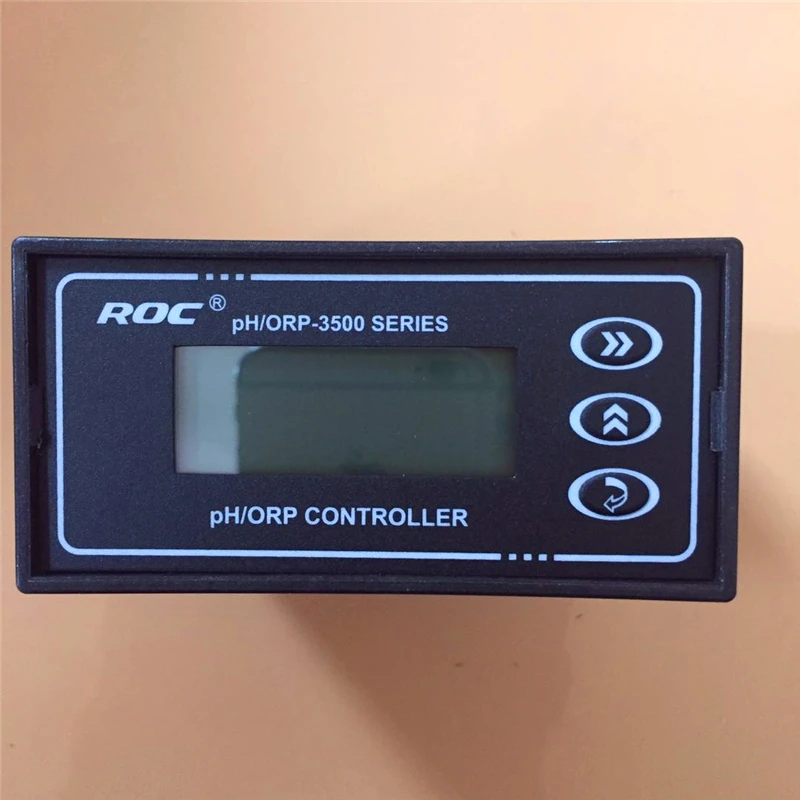 ROC®
pH/ORP-3500 SERIES
pH/ORP CONTROLLER